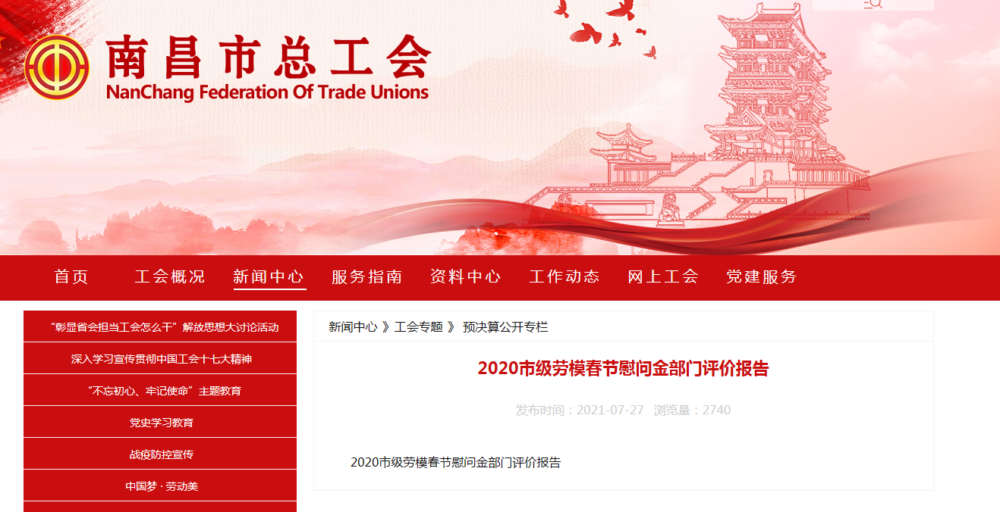 南昌市总工会
NanChang Federation Of Trade Unions
首页 工会概况 新闻中心 服务指南 资料中心 工作动态 网上工会 党建服务
“彰显省会担当工会怎么干”解放思想大讨论活动
深入学习宣传贯彻中国工会十七大精神
“不忘初心、牢记使命”主题教育
党史学习教育
战疫防控宣传
中国梦·劳动美
新闻中心 》工会专题 》 预决算公开专栏
2020市级劳模春节慰问金部门评价报告
发布时间：2021-07-27 浏览量：2740
2020市级劳模春节慰问金部门评价报告